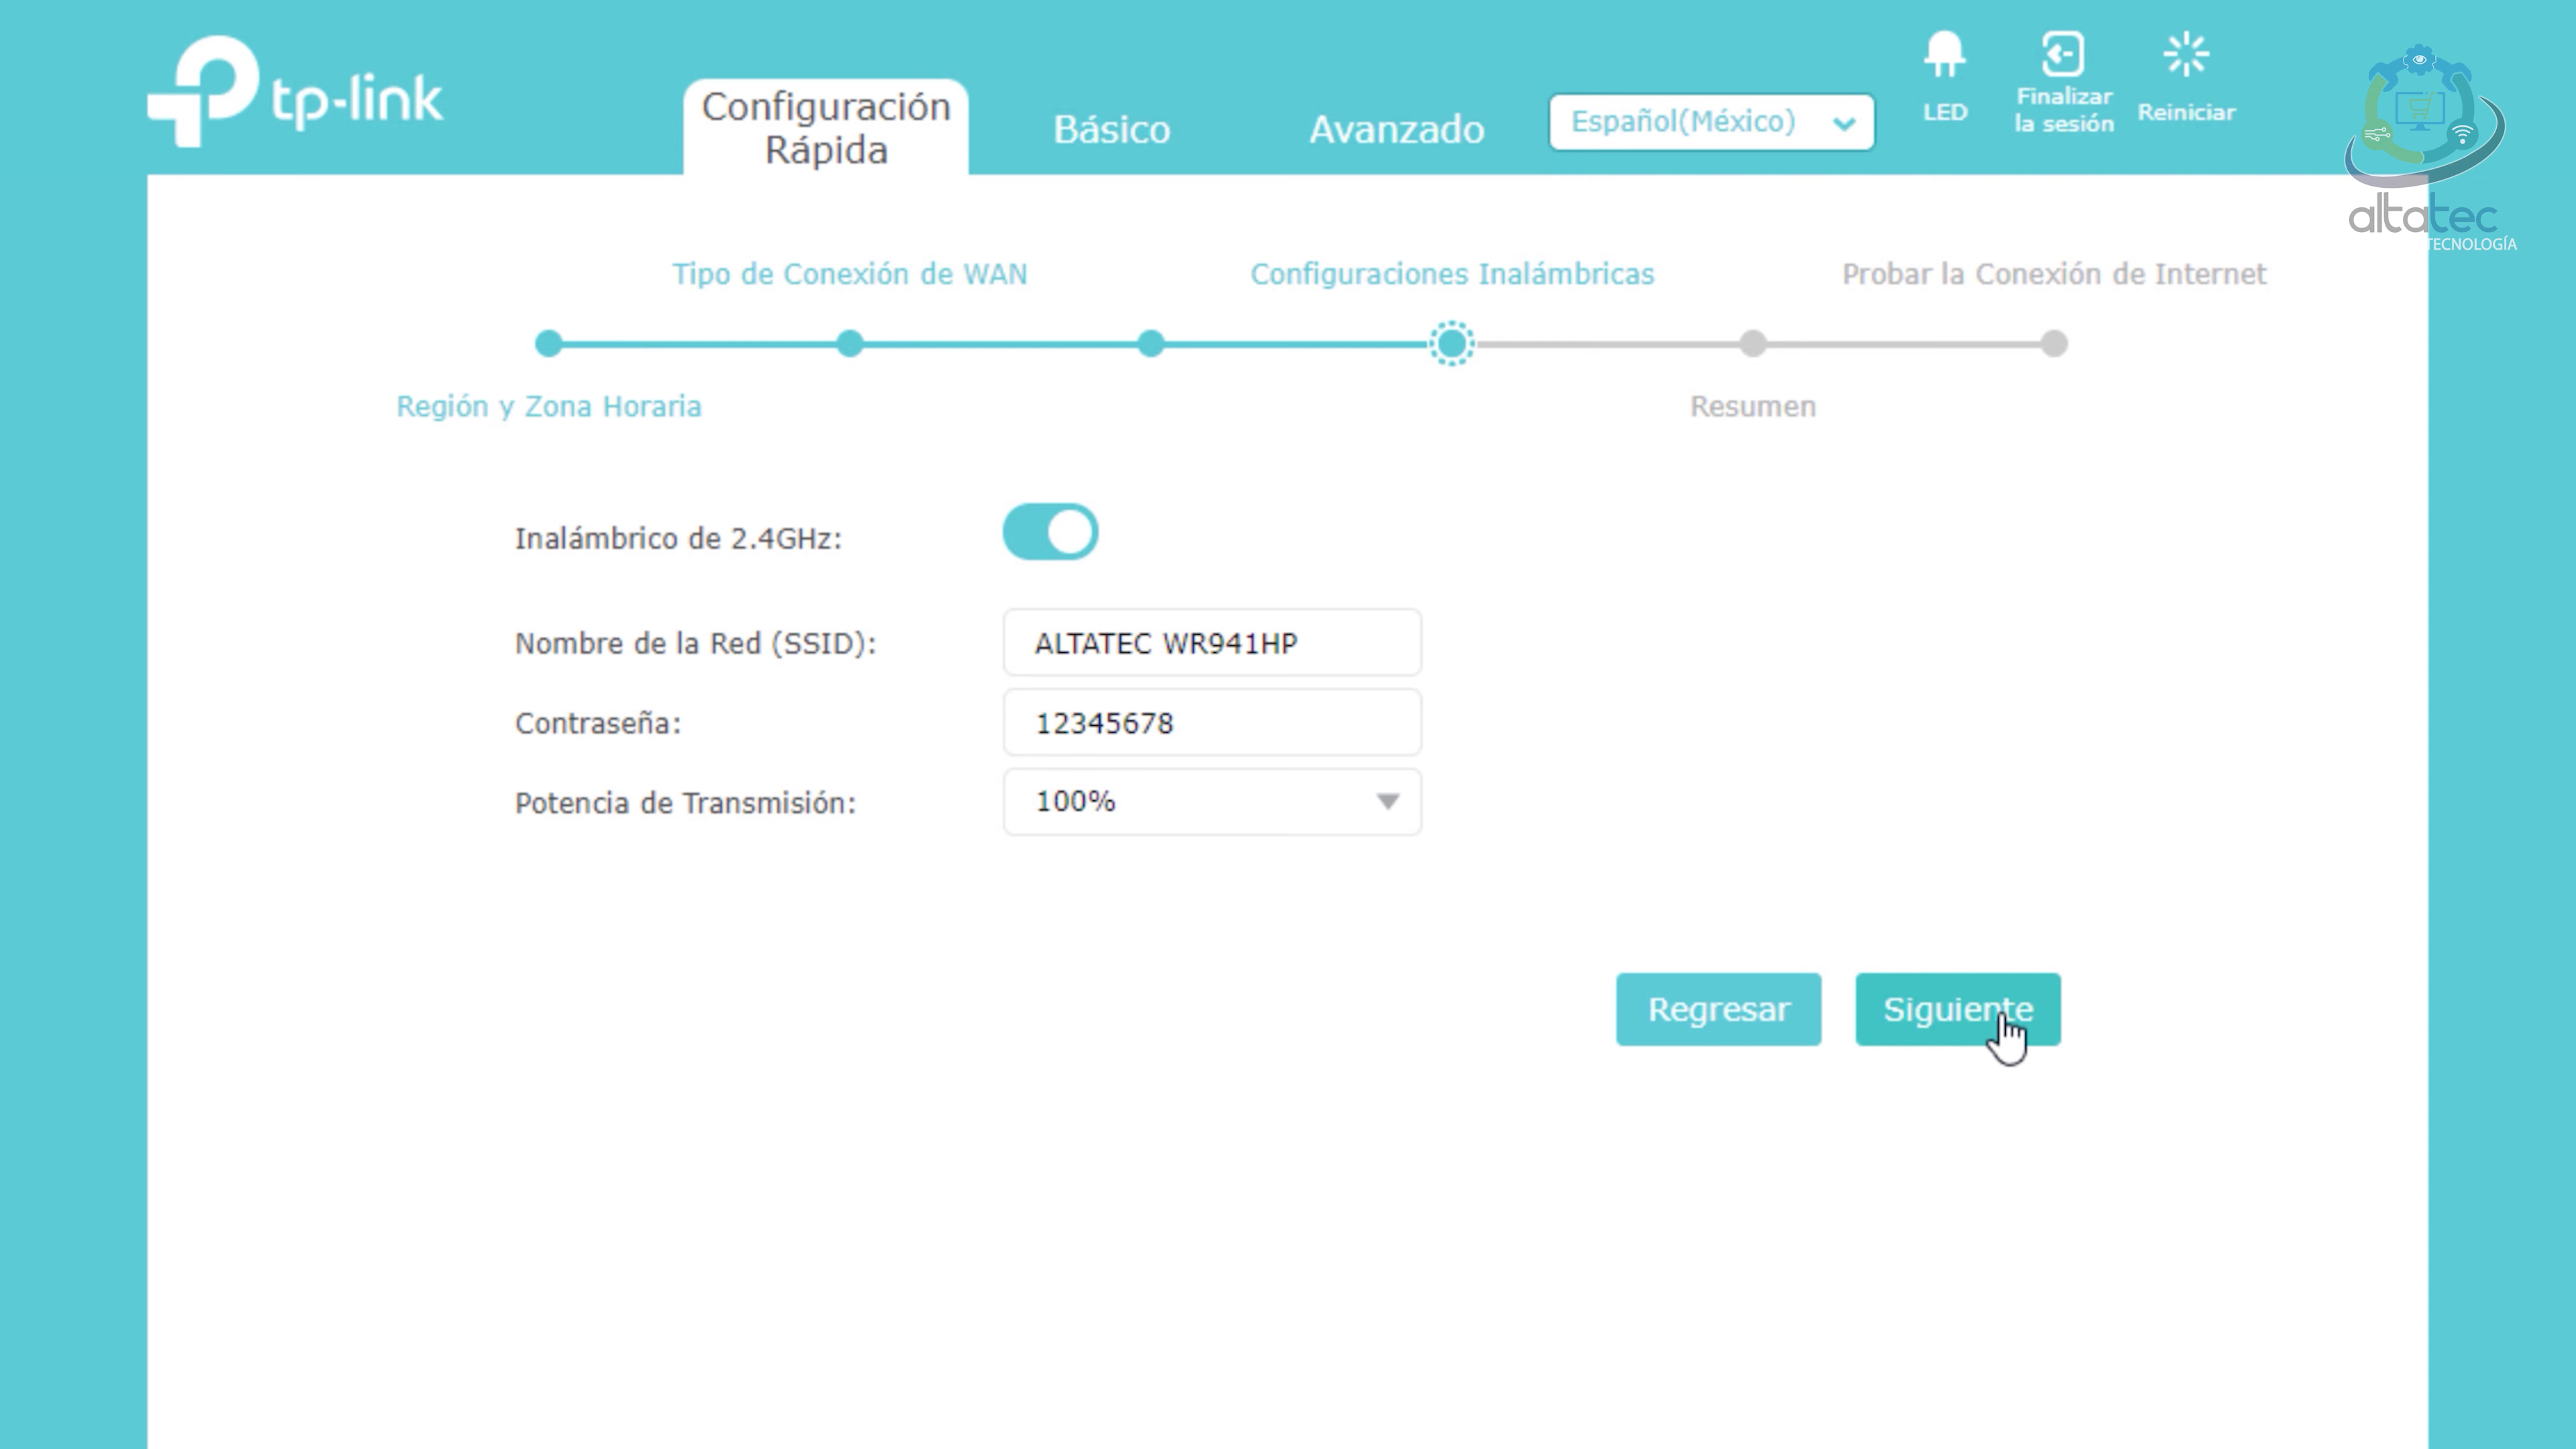 tp-link
Configuración
Rápida
Básico
Avanzado
Español(México)
LED
Finalizar
la sesión
Reiniciar
altatec
TECNOLOGÍA
Tipo de Conexión de WAN
Configuraciones Inalámbricas
Probar la Conexión de Internet
Región y Zona Horaria
Resumen
Inalámbrico de 2.4GHz:
Nombre de la Red (SSID): ALTATEC WR941HP
Contraseña: 12345678
Potencia de Transmisión: 100%
Regresar
Siguiente